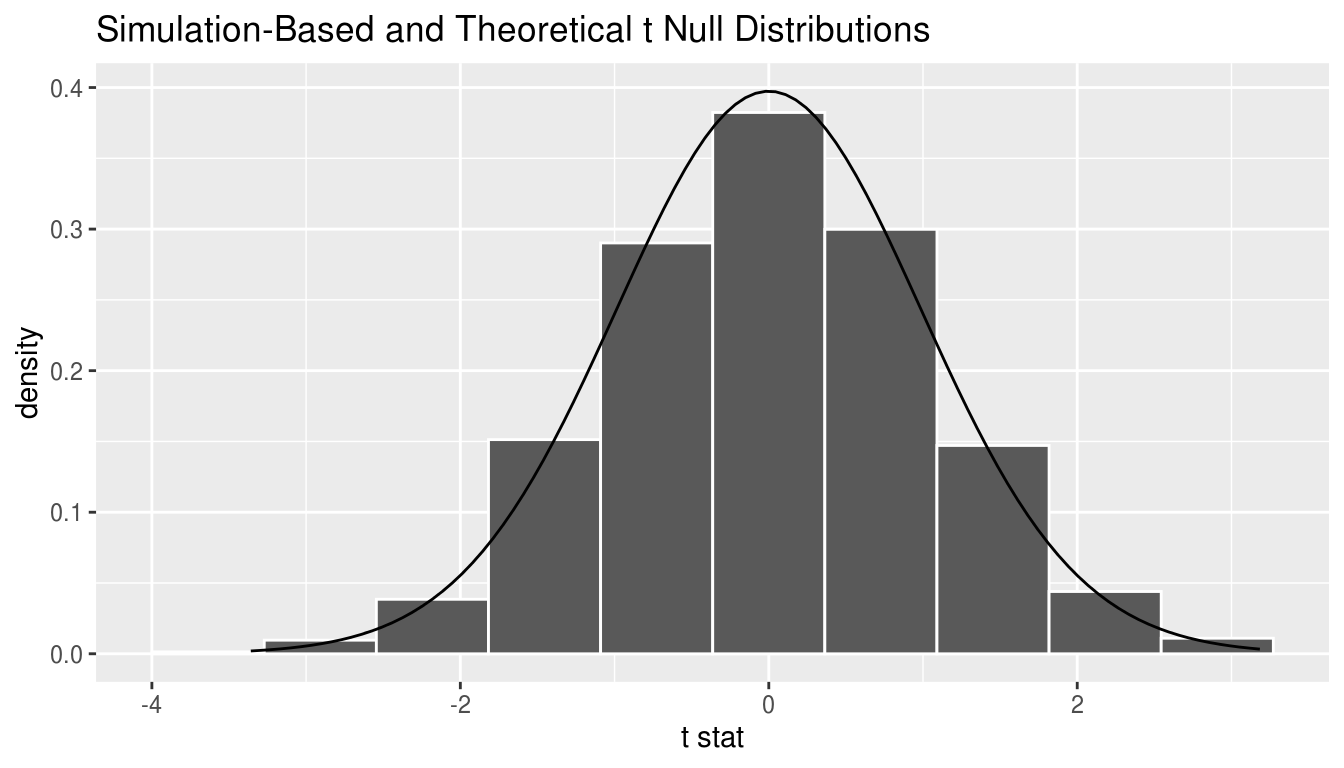 Simulation-Based and Theoretical t Null Distributions
0.4
0.3
0.2
0.1
0.0
density
-4 -2 0 2
t stat